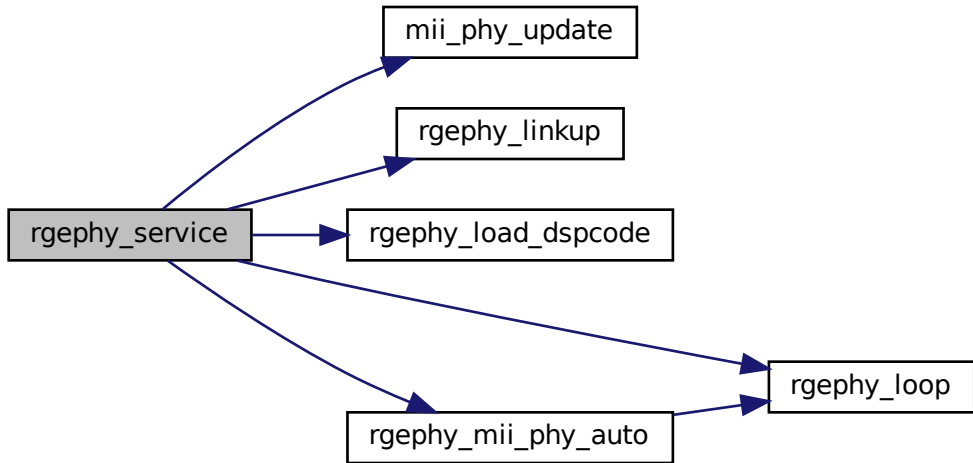 mii_phy_update
rgephy_linkup
rgephy_service
rgephy_load_dspcode
rgephy_loop
rgephy_mii_phy_auto